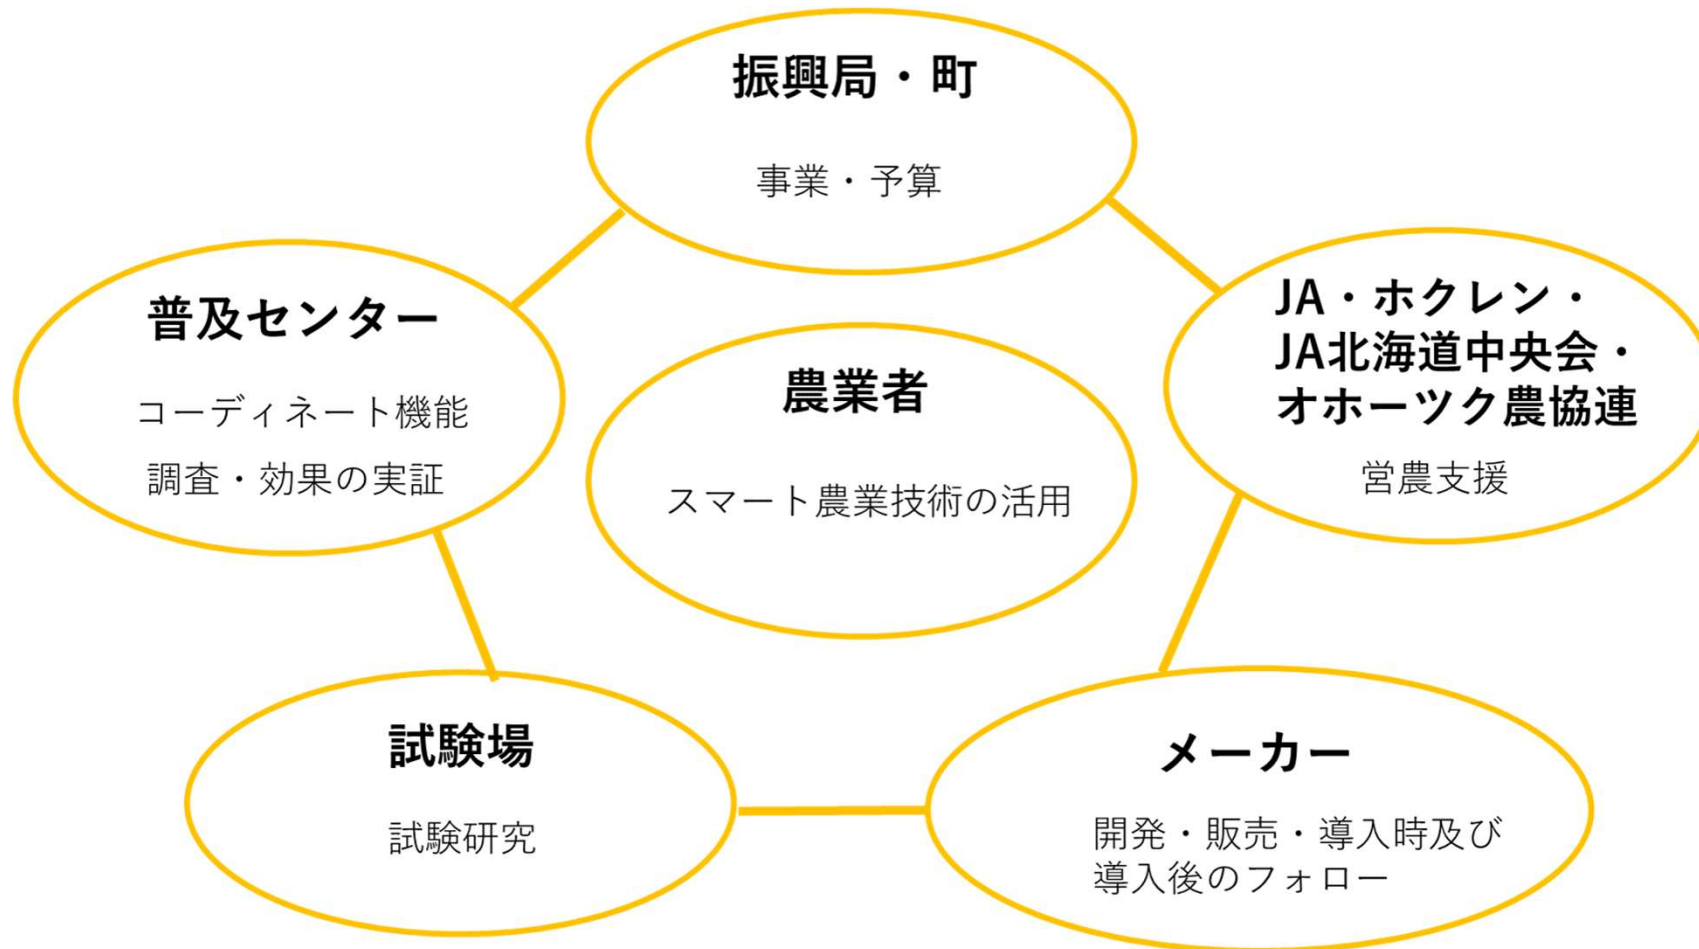 振興局・町
事業・予算
普及センター
コーディネート機能
調査・効果の実証
農業者
スマート農業技術の活用
JA・ホクレン・
JA北海道中央会・
オホーツク農協連
営農支援
試験場
試験研究
メーカー
開発・販売・導入時及び
導入後のフォロー